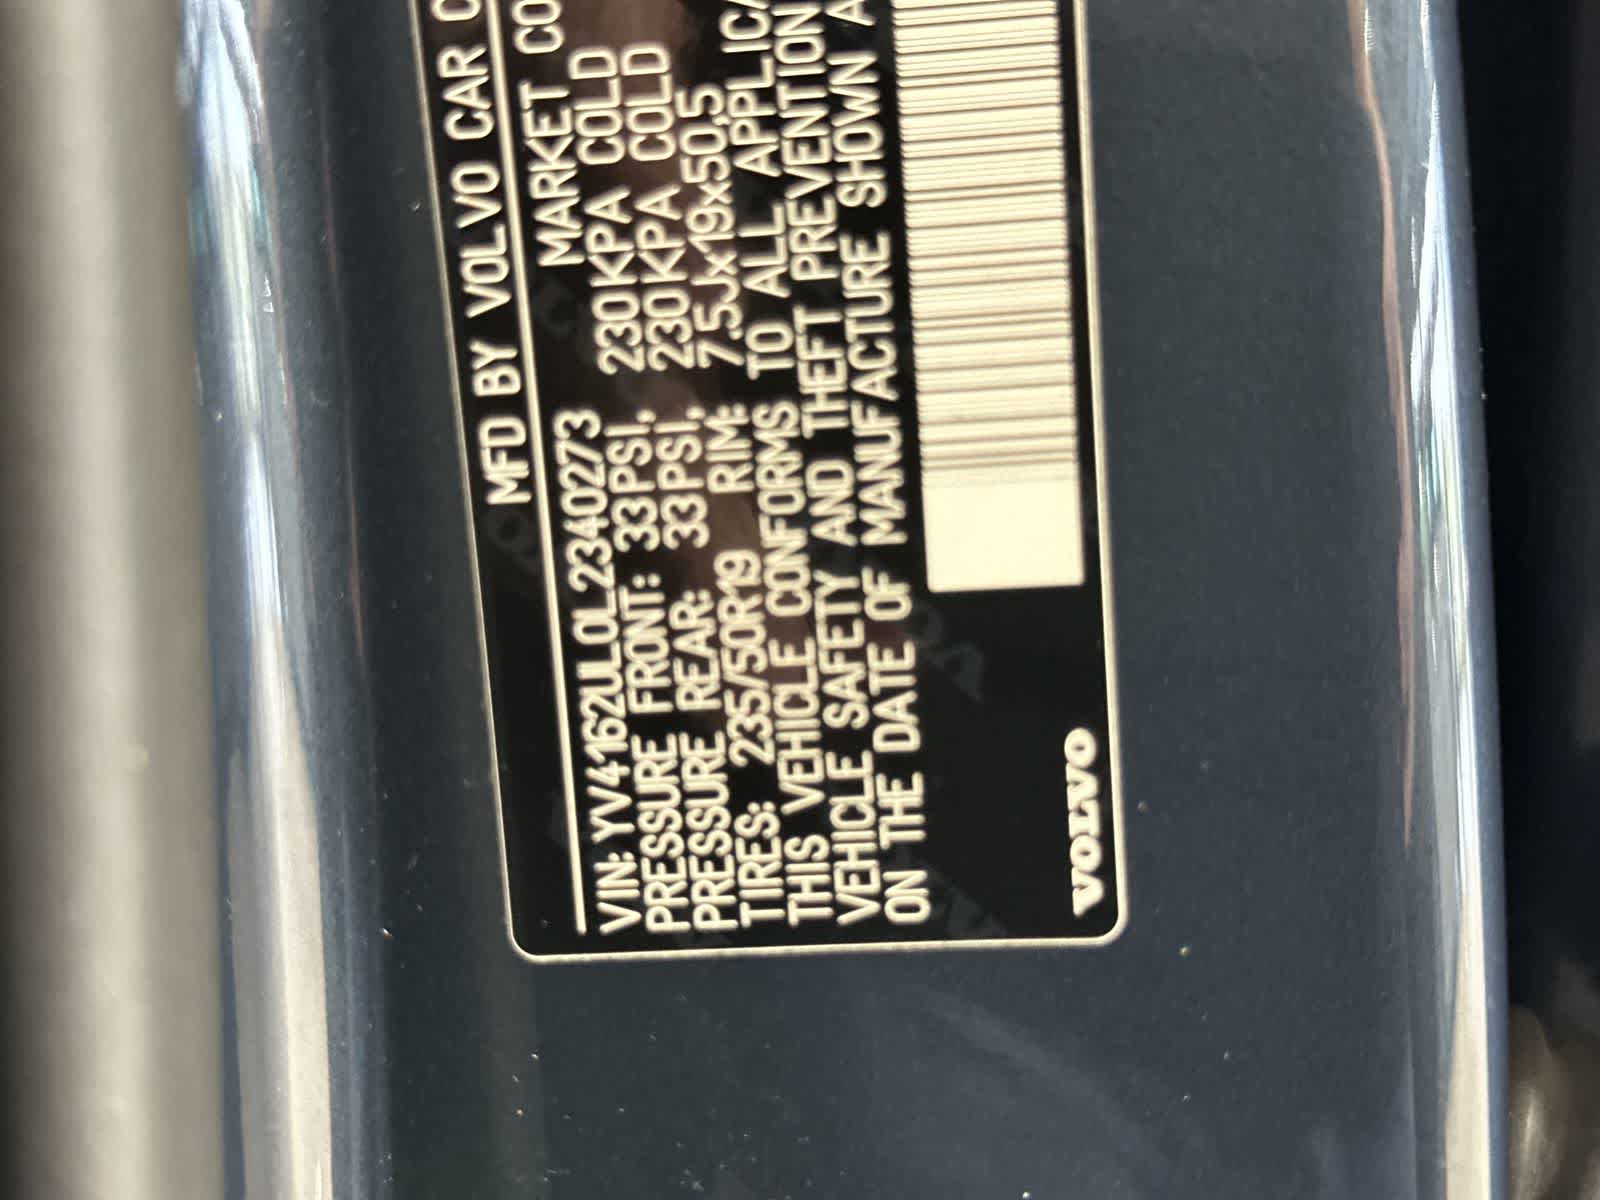 MFD BY VOLVO CAR C
MARKET CO
VIN: YV4162UL0L2340273
PRESSURE FRONT: 33PSI, 230KPA COLD
PRESSURE REAR: 33PSI, 230KPA COLD
TIRES: 235/50R19 RIM: 7.5Jx19x50.5
THIS VEHICLE CONFORMS TO ALL APPLICA
VEHICLE SAFETY AND THEFT PREVENTION
ON THE DATE OF MANUFACTURE SHOWN A
VOLVO